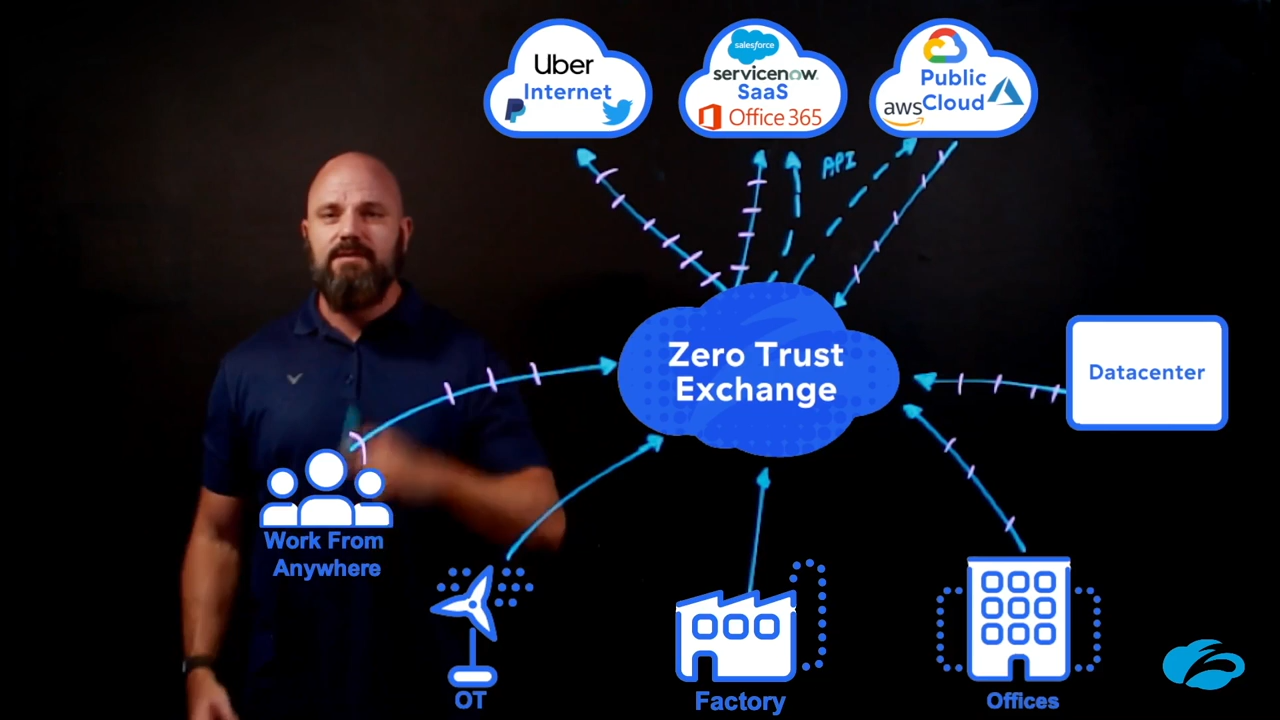 Uber
Internet
salesforce
servicenow
SaaS
Office 365
Public
Cloud
aws
API
Zero Trust
Exchange
Datacenter
Work From
Anywhere
OT
Factory
Offices